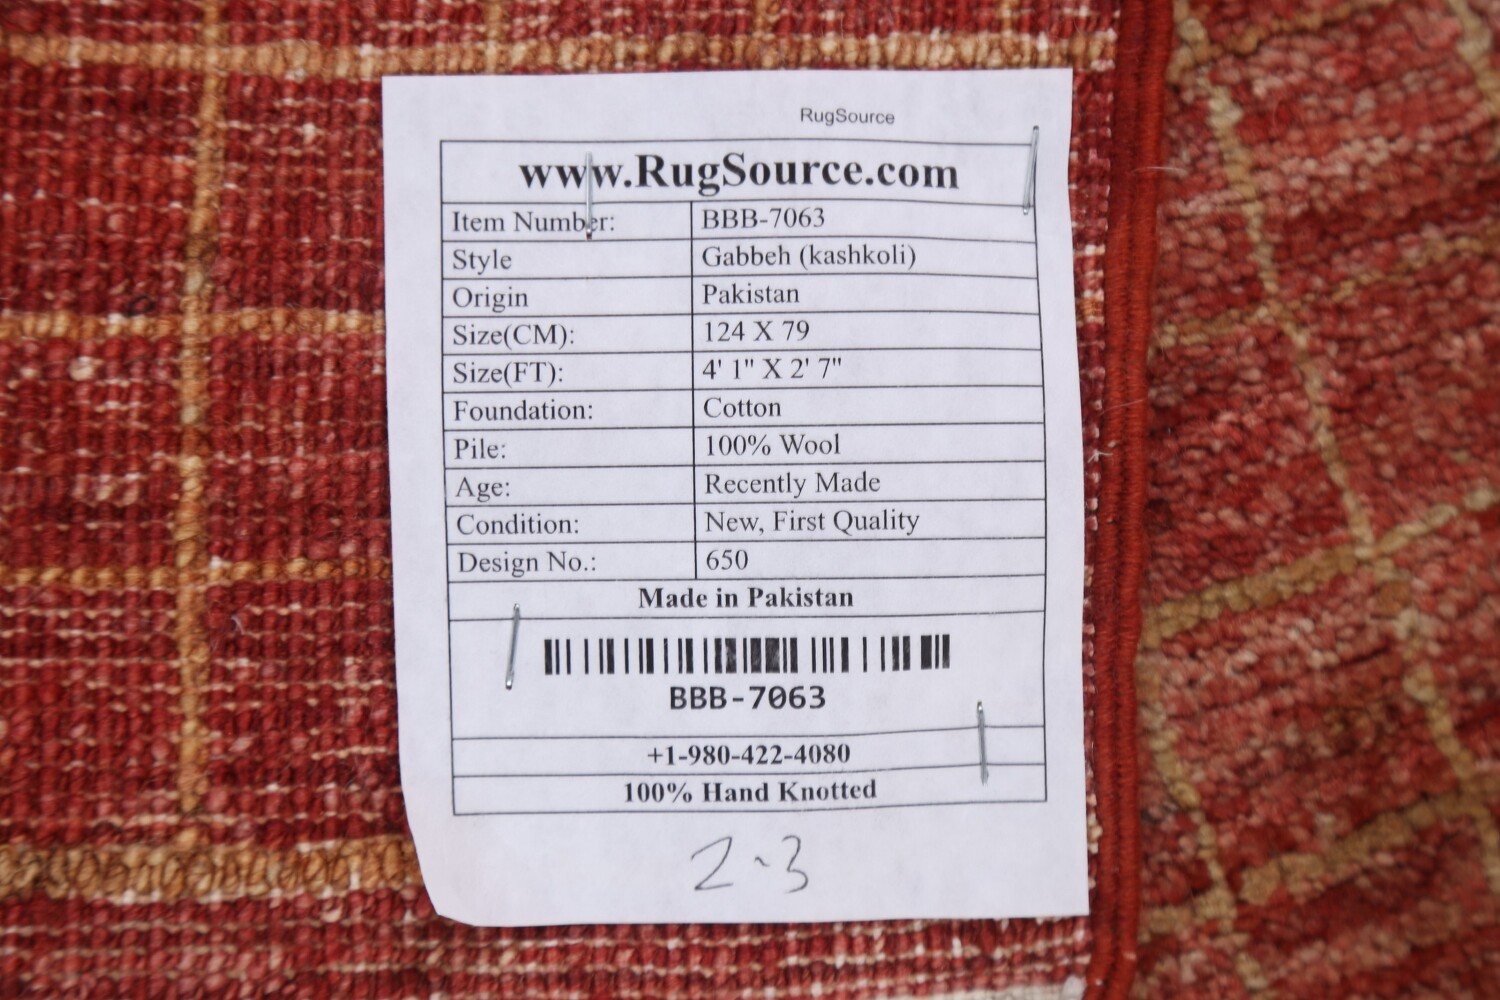 RugSource
www.RugSource.com
Item Number: BBB-7063
Style Gabbeh (kashkoli)
Origin Pakistan
Size(CM): 124 X 79
Size(FT): 4' 1" X 2' 7"
Foundation: Cotton
Pile: 100% Wool
Age: Recently Made
Condition: New, First Quality
Design No.: 650
Made in Pakistan
BBB-7063
+1-980-422-4080
100% Hand Knotted
2-3